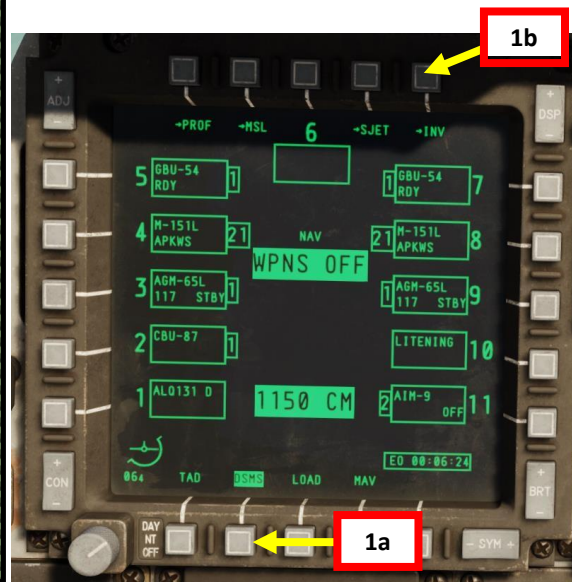 1b
+
ADJ
-
+
DSP
-
→PROF →MSL 6 →SJET →INV
5 GBU-54 1
RDY
1 GBU-54 7
RDY
4 M-151L 21
APKWS
NAV
21 M-151L 8
APKWS
WPNS OFF
3 AGM-65L 1
117 STBY
1 AGM-65L 9
117 STBY
2 CBU-87 1
LITENING 10
1 ALQ131 D
1150 CM
2 AIM-9 11
OFF
EO 00:06:24
064 TAD DSMS LOAD MAV
+
CON
-
+
BRT
-
DAY
NT
OFF
1a
- SYM +